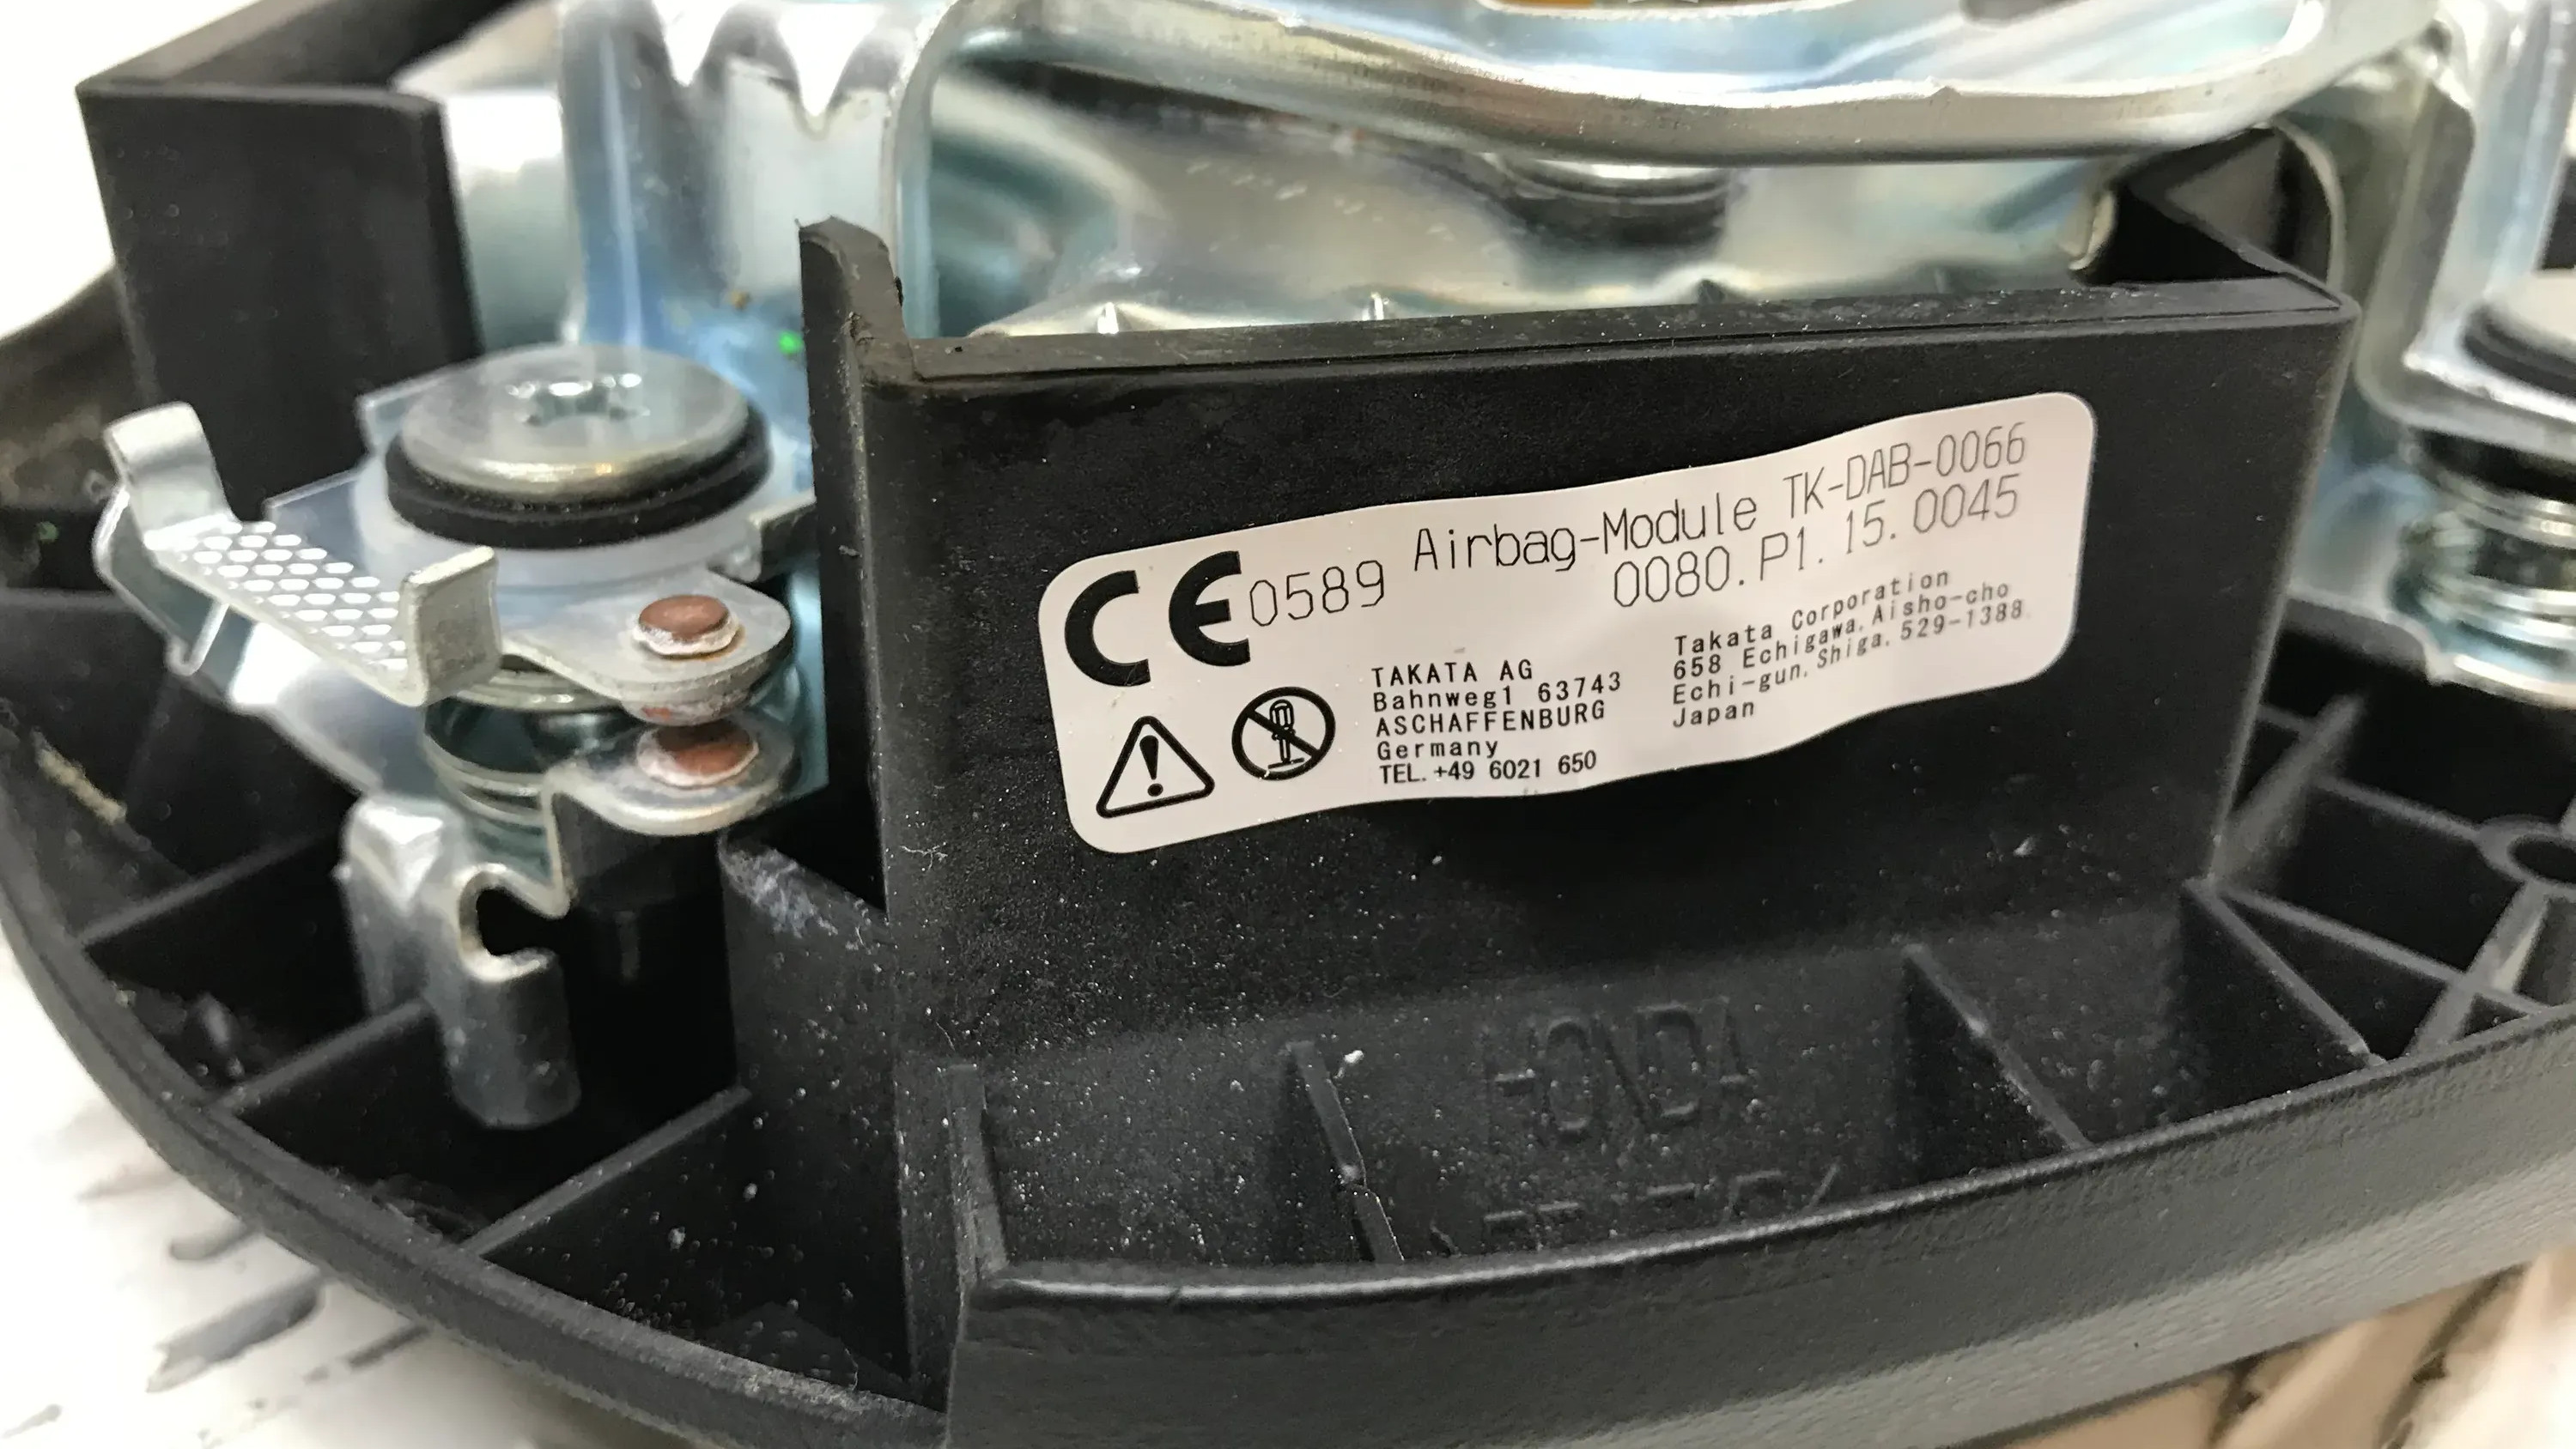 CE 0589 Airbag-Module TK-DAB-0066
0080.P1.15.0045
TAKATA AG
Bahnweg1 63743
ASCHAFFENBURG
Germany
TEL. +49 6021 650
Takata Corporation
658 Echigawa, Aisho-cho
Echi-gun, Shiga, 529-1388
Japan
HONDA